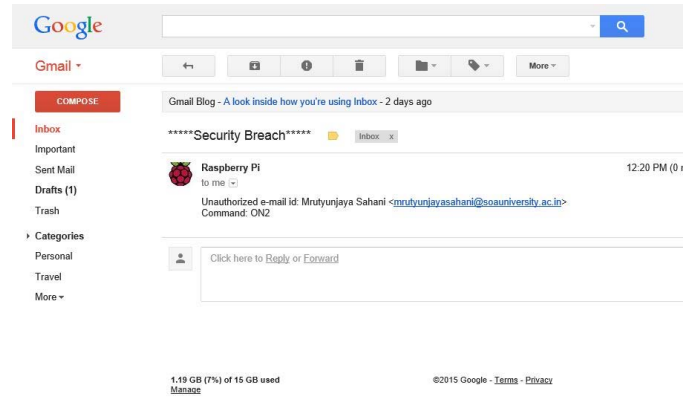 Google
Gmail
More
COMPOSE
Gmail Blog - A look inside how you're using Inbox - 2 days ago
Inbox
Important
Sent Mail
Drafts (1)
Trash
Categories
Personal
Travel
More
*****Security Breach*****
Inbox x
Raspberry Pi
12:20 PM (0
to me
Unauthorized e-mail id: Mrutyunjaya Sahani <mrutyunjayasahani@soauniversity.ac.in>
Command: ON2
Click here to Reply or Forward
1.19 GB (7%) of 15 GB used
Manage
©2015 Google - Terms - Privacy